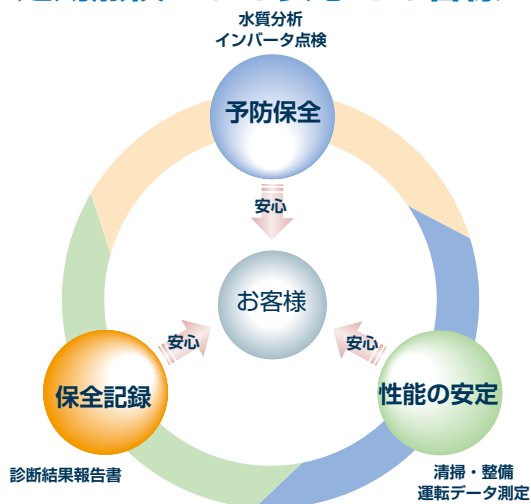 水質分析
インバータ点検
予防保全
安心
お客様
安心
安心
保全記録
性能の安定
診断結果報告書
清掃・整備
運転データ測定